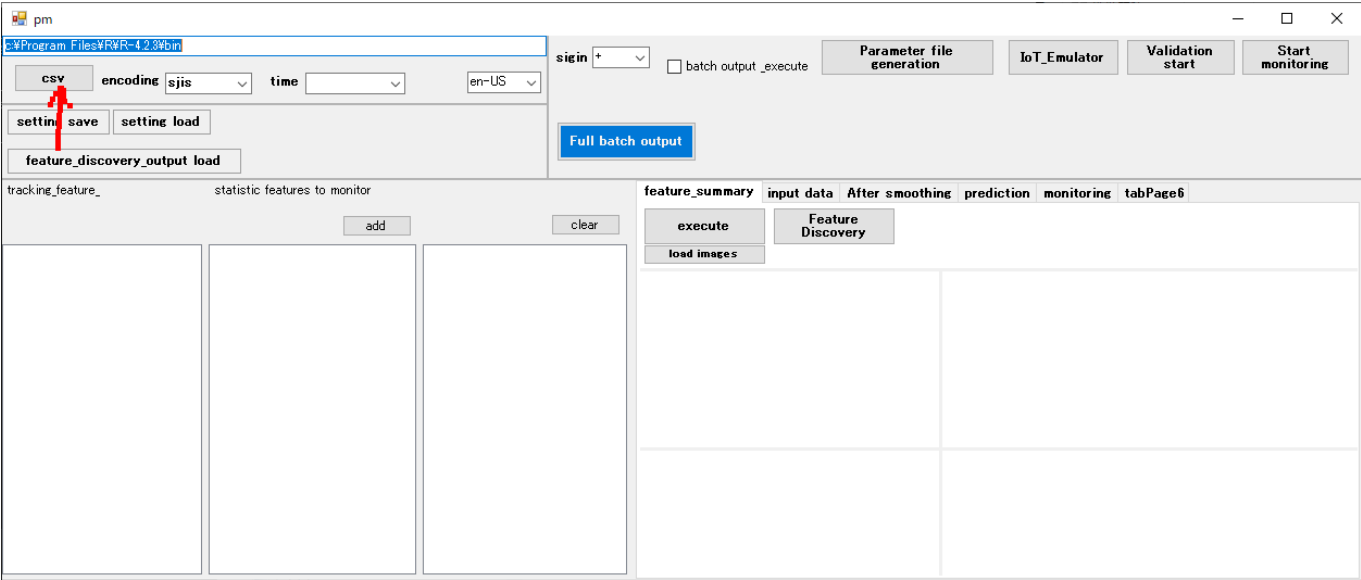 pm
c:¥Program Files¥R¥R-4.2.3¥bin
csv encoding sjis time en-US
setting save setting load
feature_discovery_output load
sigin + batch output _execute
Parameter file
generation
IoT_Emulator
Validation
start
Start
monitoring
Full batch output
tracking_feature_ statistic features to monitor
add clear
feature_summary input data After smoothing prediction monitoring tabPage6
execute
Feature
Discovery
load images